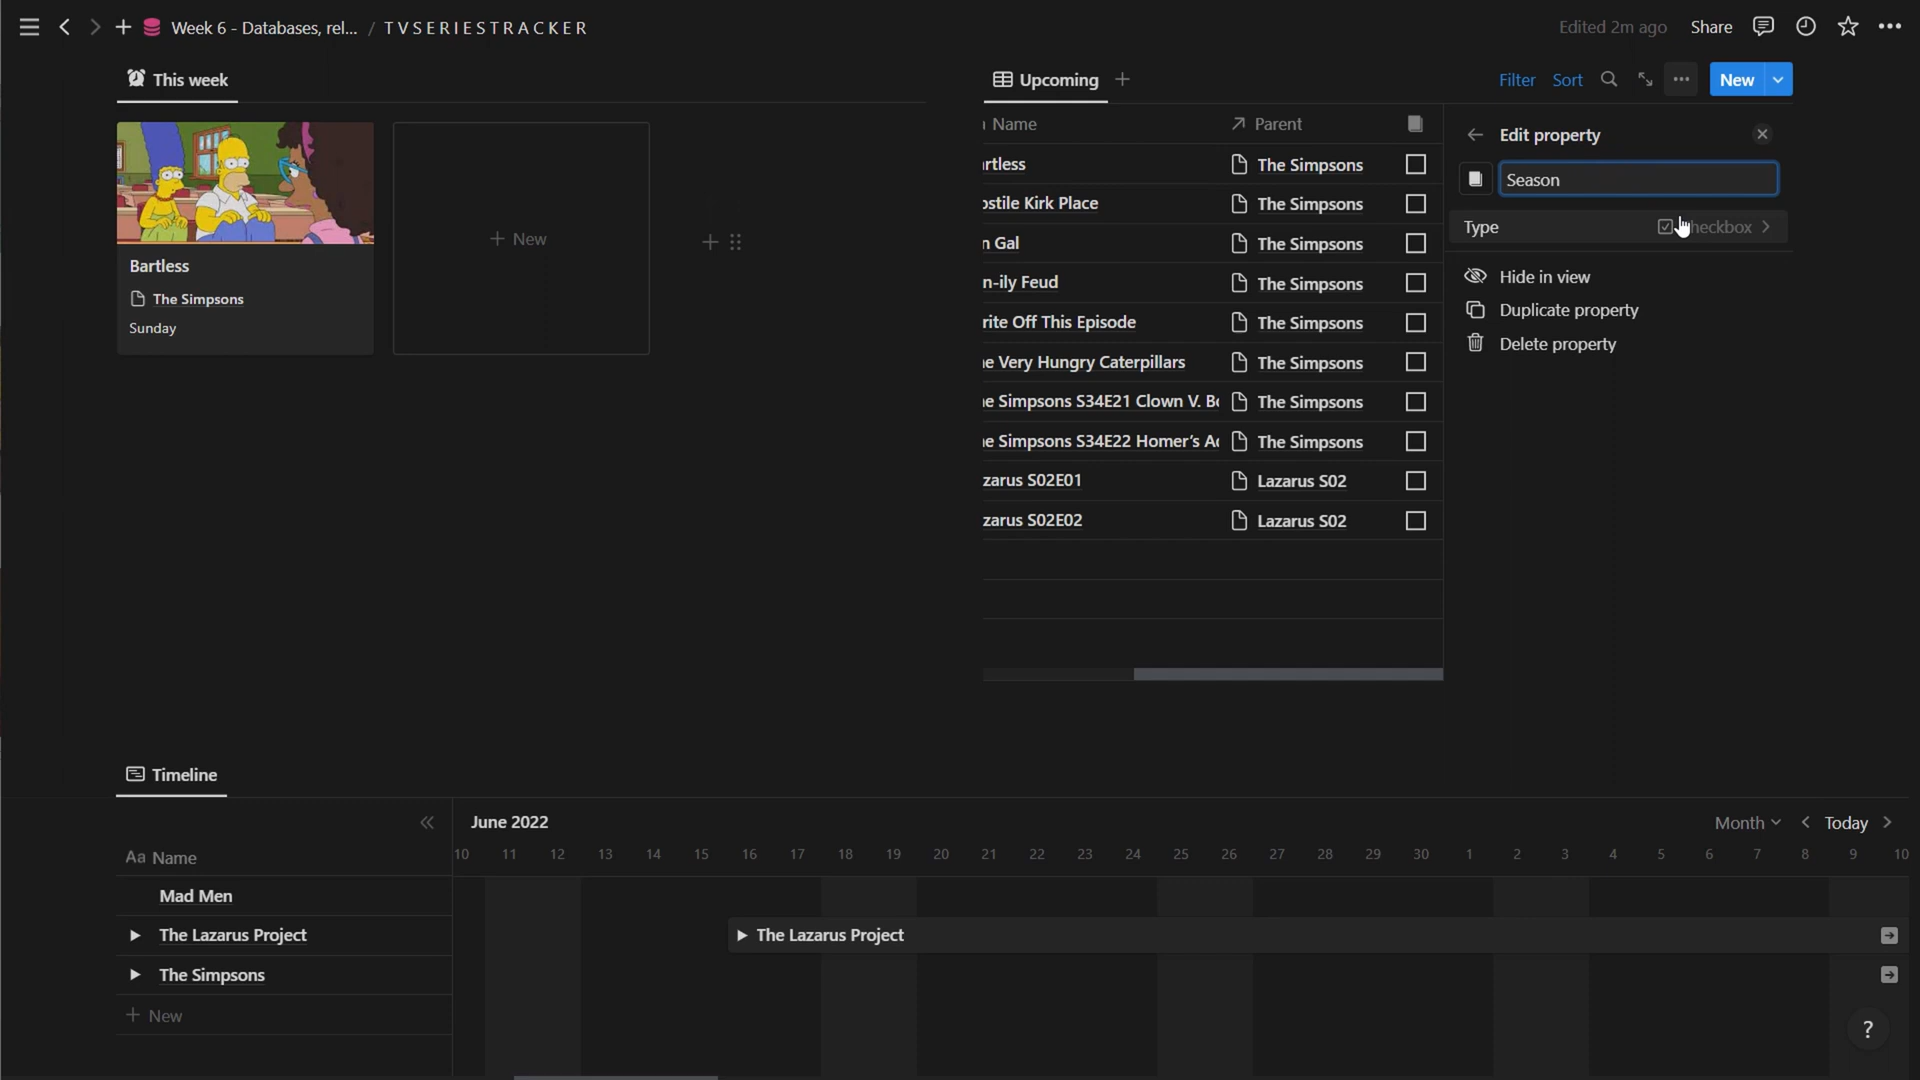 Week 6 - Databases, rel... / TVSERIESTRACKER
Edited 2m ago Share
This week
Upcoming
Filter Sort New
Name Parent
Edit property
Season
Type
Hide in view
Duplicate property
Delete property
rtless The Simpsons
ostile Kirk Place The Simpsons
n Gal The Simpsons
n-ily Feud The Simpsons
rite Off This Episode The Simpsons
e Very Hungry Caterpillars The Simpsons
e Simpsons S34E21 Clown V. Bo The Simpsons
e Simpsons S34E22 Homer's Ad The Simpsons
zarus S02E01 Lazarus S02
zarus S02E02 Lazarus S02
Bartless
The Simpsons
Sunday
+ New
Timeline
June 2022
Month Today
10 11 12 13 14 15 16 17 18 19 20 21 22 23 24 25 26 27 28 29 30 1 2 3 4 5 6 7 8 9 10
Aa Name
Mad Men
The Lazarus Project
The Lazarus Project
The Simpsons
+ New
?